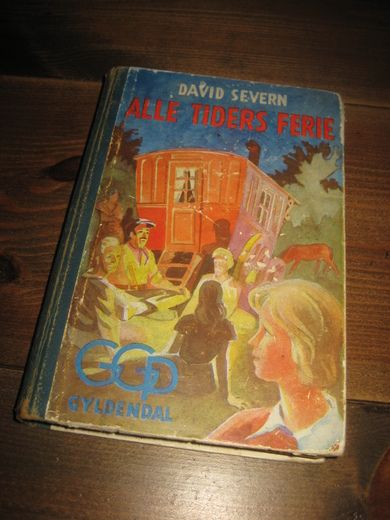 DAVID SEVERN
ALLE TIDERS FERIE
GGP
GYLDENDAL